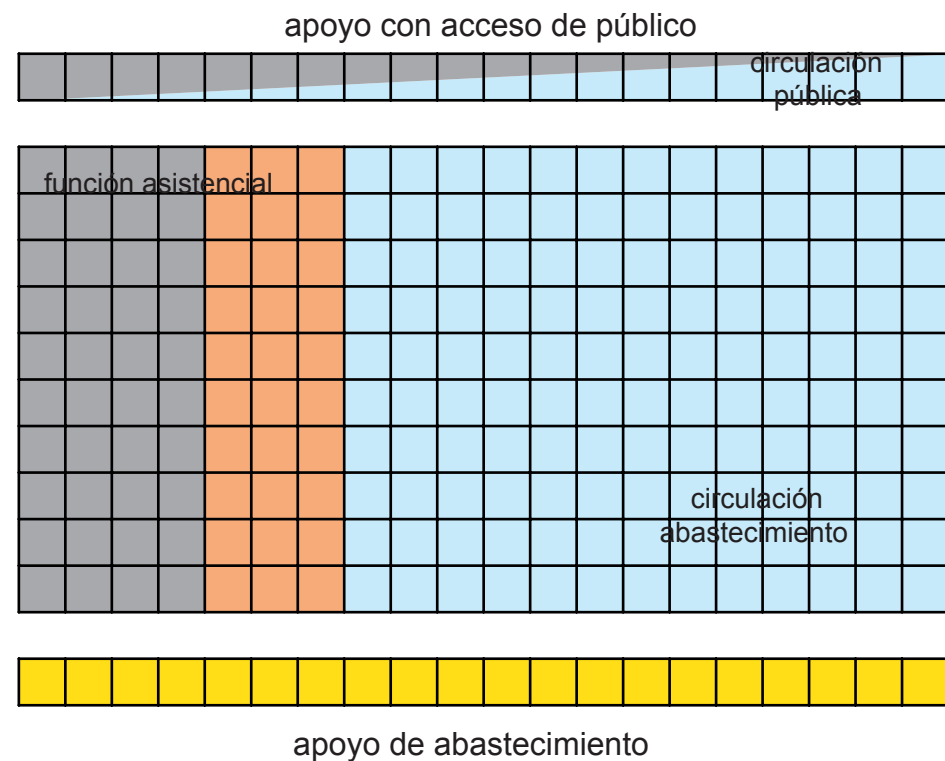 apoyo con acceso de público
circulación
pública
función asistencial
circulación
abastecimiento
apoyo de abastecimiento